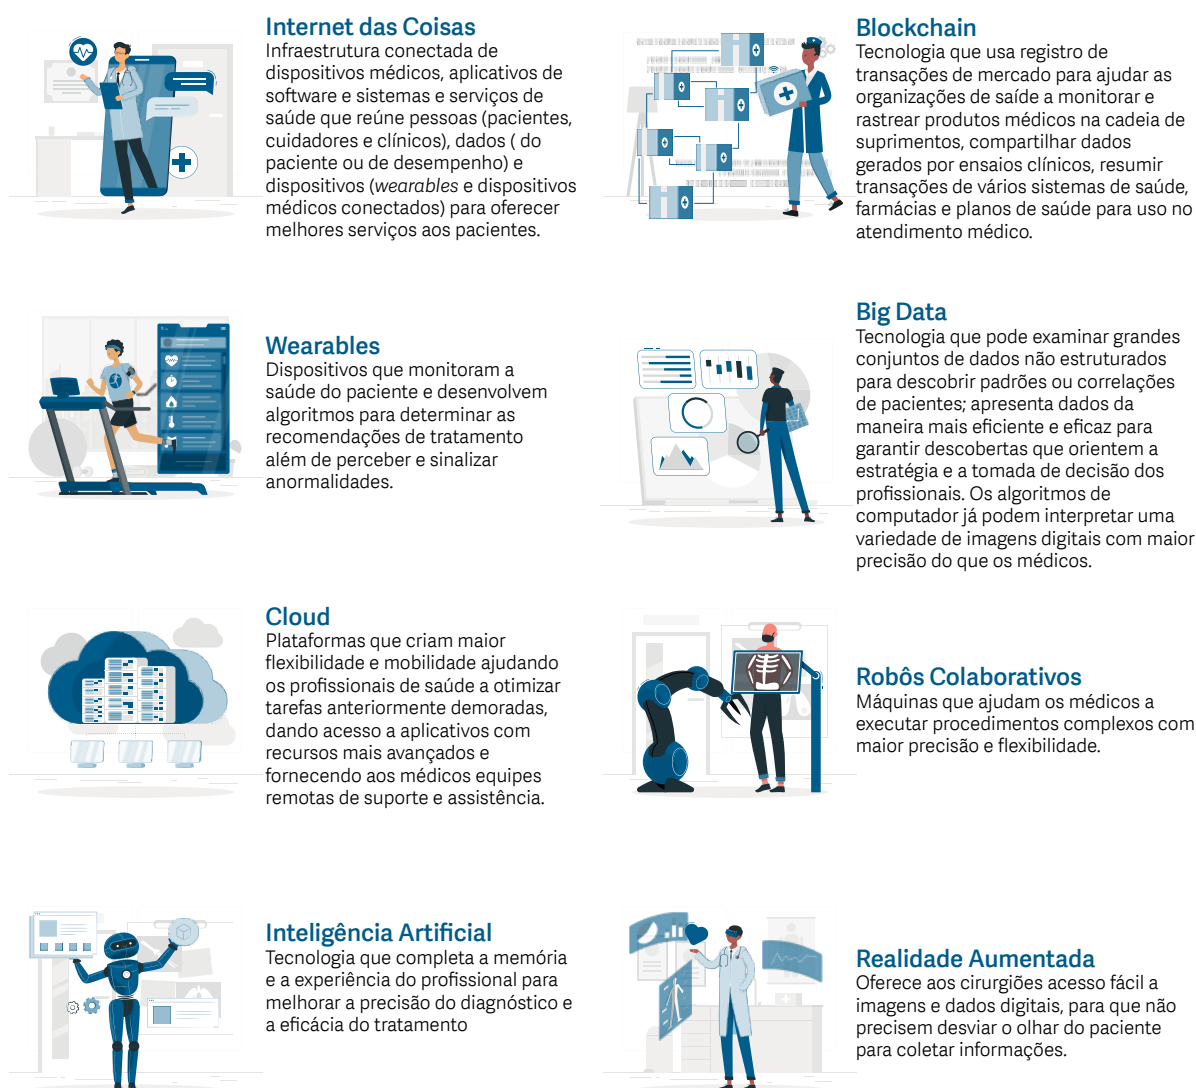 Internet das Coisas
Infraestrutura conectada de
dispositivos médicos, aplicativos de
software e sistemas e serviços de
saúde que reúne pessoas (pacientes,
cuidadores e clínicos), dados ( do
paciente ou de desempenho) e
dispositivos (wearables e dispositivos
médicos conectados) para oferecer
melhores serviços aos pacientes.
Blockchain
Tecnologia que usa registro de
transações de mercado para ajudar as
organizações de saíde a monitorar e
rastrear produtos médicos na cadeia de
suprimentos, compartilhar dados
gerados por ensaios clínicos, resumir
transações de vários sistemas de saúde,
farmácias e planos de saúde para uso no
atendimento médico.
Wearables
Dispositivos que monitoram a
saúde do paciente e desenvolvem
algoritmos para determinar as
recomendações de tratamento
além de perceber e sinalizar
anormalidades.
Big Data
Tecnologia que pode examinar grandes
conjuntos de dados não estruturados
para descobrir padrões ou correlações
de pacientes; apresenta dados da
maneira mais eficiente e eficaz para
garantir descobertas que orientem a
estratégia e a tomada de decisão dos
profissionais. Os algoritmos de
computador já podem interpretar uma
variedade de imagens digitais com maior
precisão do que os médicos.
Cloud
Plataformas que criam maior
flexibilidade e mobilidade ajudando
os profissionais de saúde a otimizar
tarefas anteriormente demoradas,
dando acesso a aplicativos com
recursos mais avançados e
fornecendo aos médicos equipes
remotas de suporte e assistência.
Robôs Colaborativos
Máquinas que ajudam os médicos a
executar procedimentos complexos com
maior precisão e flexibilidade.
Inteligência Artificial
Tecnologia que completa a memória
e a experiência do profissional para
melhorar a precisão do diagnóstico e
a eficácia do tratamento
Realidade Aumentada
Oferece aos cirurgiões acesso fácil a
imagens e dados digitais, para que não
precisem desviar o olhar do paciente
para coletar informações.